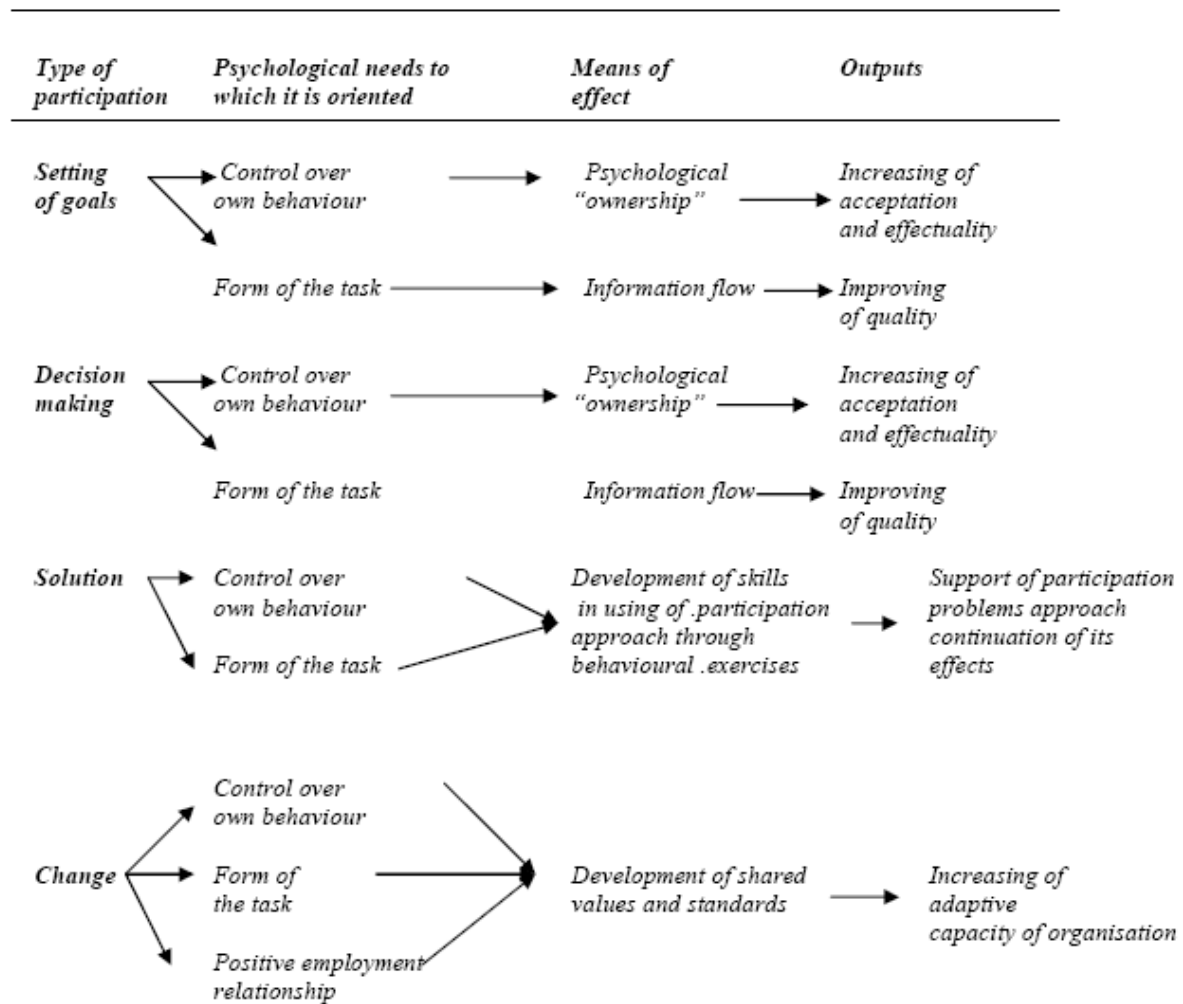 Type of participation
Psychological needs to which it is oriented
Means of effect
Outputs
Setting of goals
Control over own behaviour
Psychological “ownership”
Increasing of acceptation and effectuality
Form of the task
Information flow
Improving of quality
Decision making
Control over own behaviour
Psychological “ownership”
Increasing of acceptation and effectuality
Form of the task
Information flow
Improving of quality
Solution
Control over own behaviour
Form of the task
Development of skills in using of .participation approach through behavioural .exercises
Support of participation problems approach continuation of its effects
Change
Control over own behaviour
Form of the task
Positive employment relationship
Development of shared values and standards
Increasing of adaptive capacity of organisation